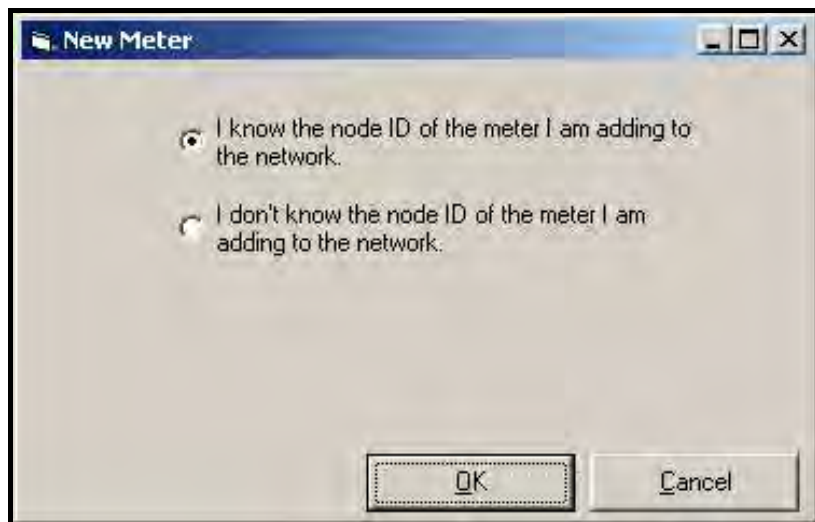 New Meter
I know the node ID of the meter I am adding to
the network.
I don't know the node ID of the meter I am
adding to the network.
OK
Cancel